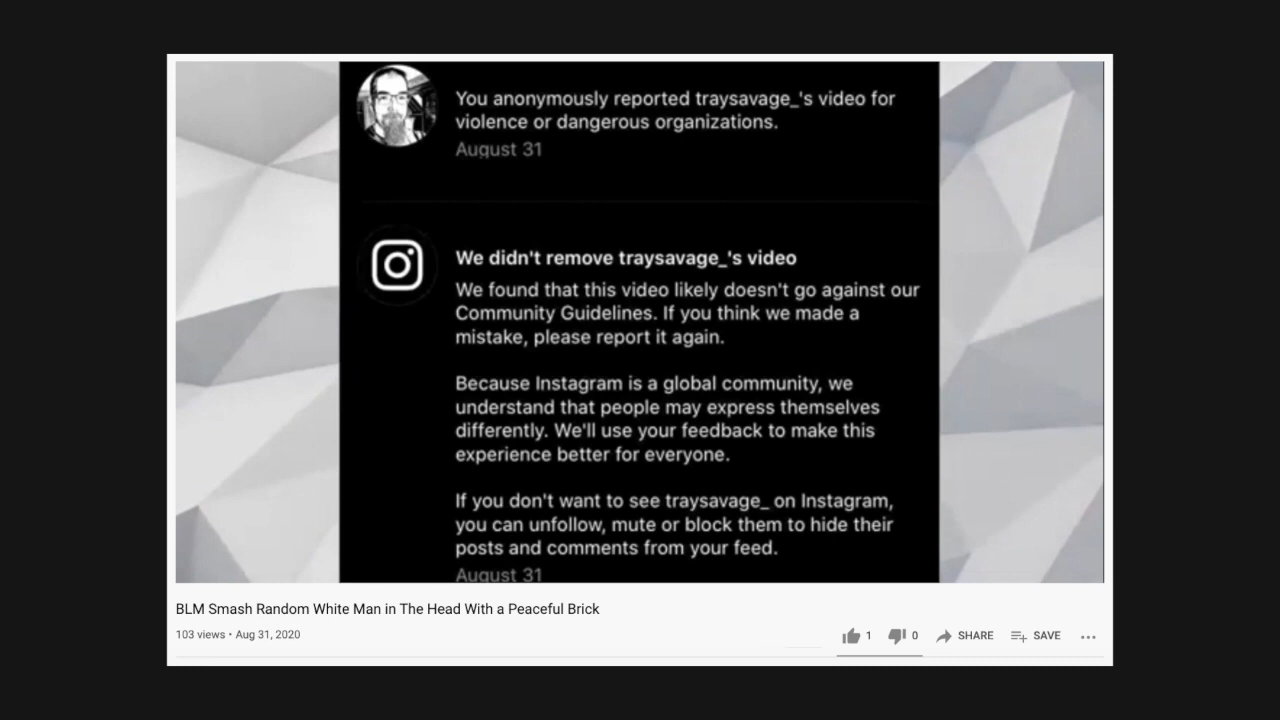 You anonymously reported traysavage_'s video for
violence or dangerous organizations.
August 31
We didn't remove traysavage_'s video
We found that this video likely doesn't go against our
Community Guidelines. If you think we made a
mistake, please report it again.
Because Instagram is a global community, we
understand that people may express themselves
differently. We'll use your feedback to make this
experience better for everyone.
If you don't want to see traysavage_ on Instagram,
you can unfollow, mute or block them to hide their
posts and comments from your feed.
August 31
BLM Smash Random White Man in The Head With a Peaceful Brick
103 views • Aug 31, 2020
1 0 SHARE SAVE